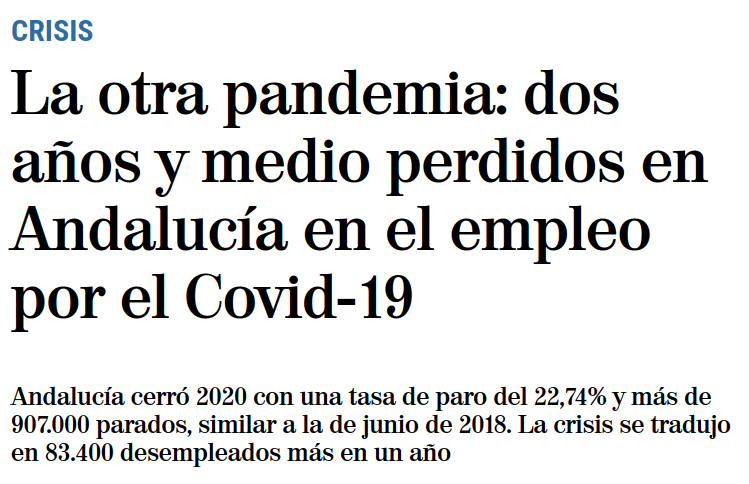 CRISIS
La otra pandemia: dos
años y medio perdidos en
Andalucía en el empleo
por el Covid-19
Andalucía cerró 2020 con una tasa de paro del 22,74% y más de
907.000 parados, similar a la de junio de 2018. La crisis se tradujo
en 83.400 desempleados más en un año